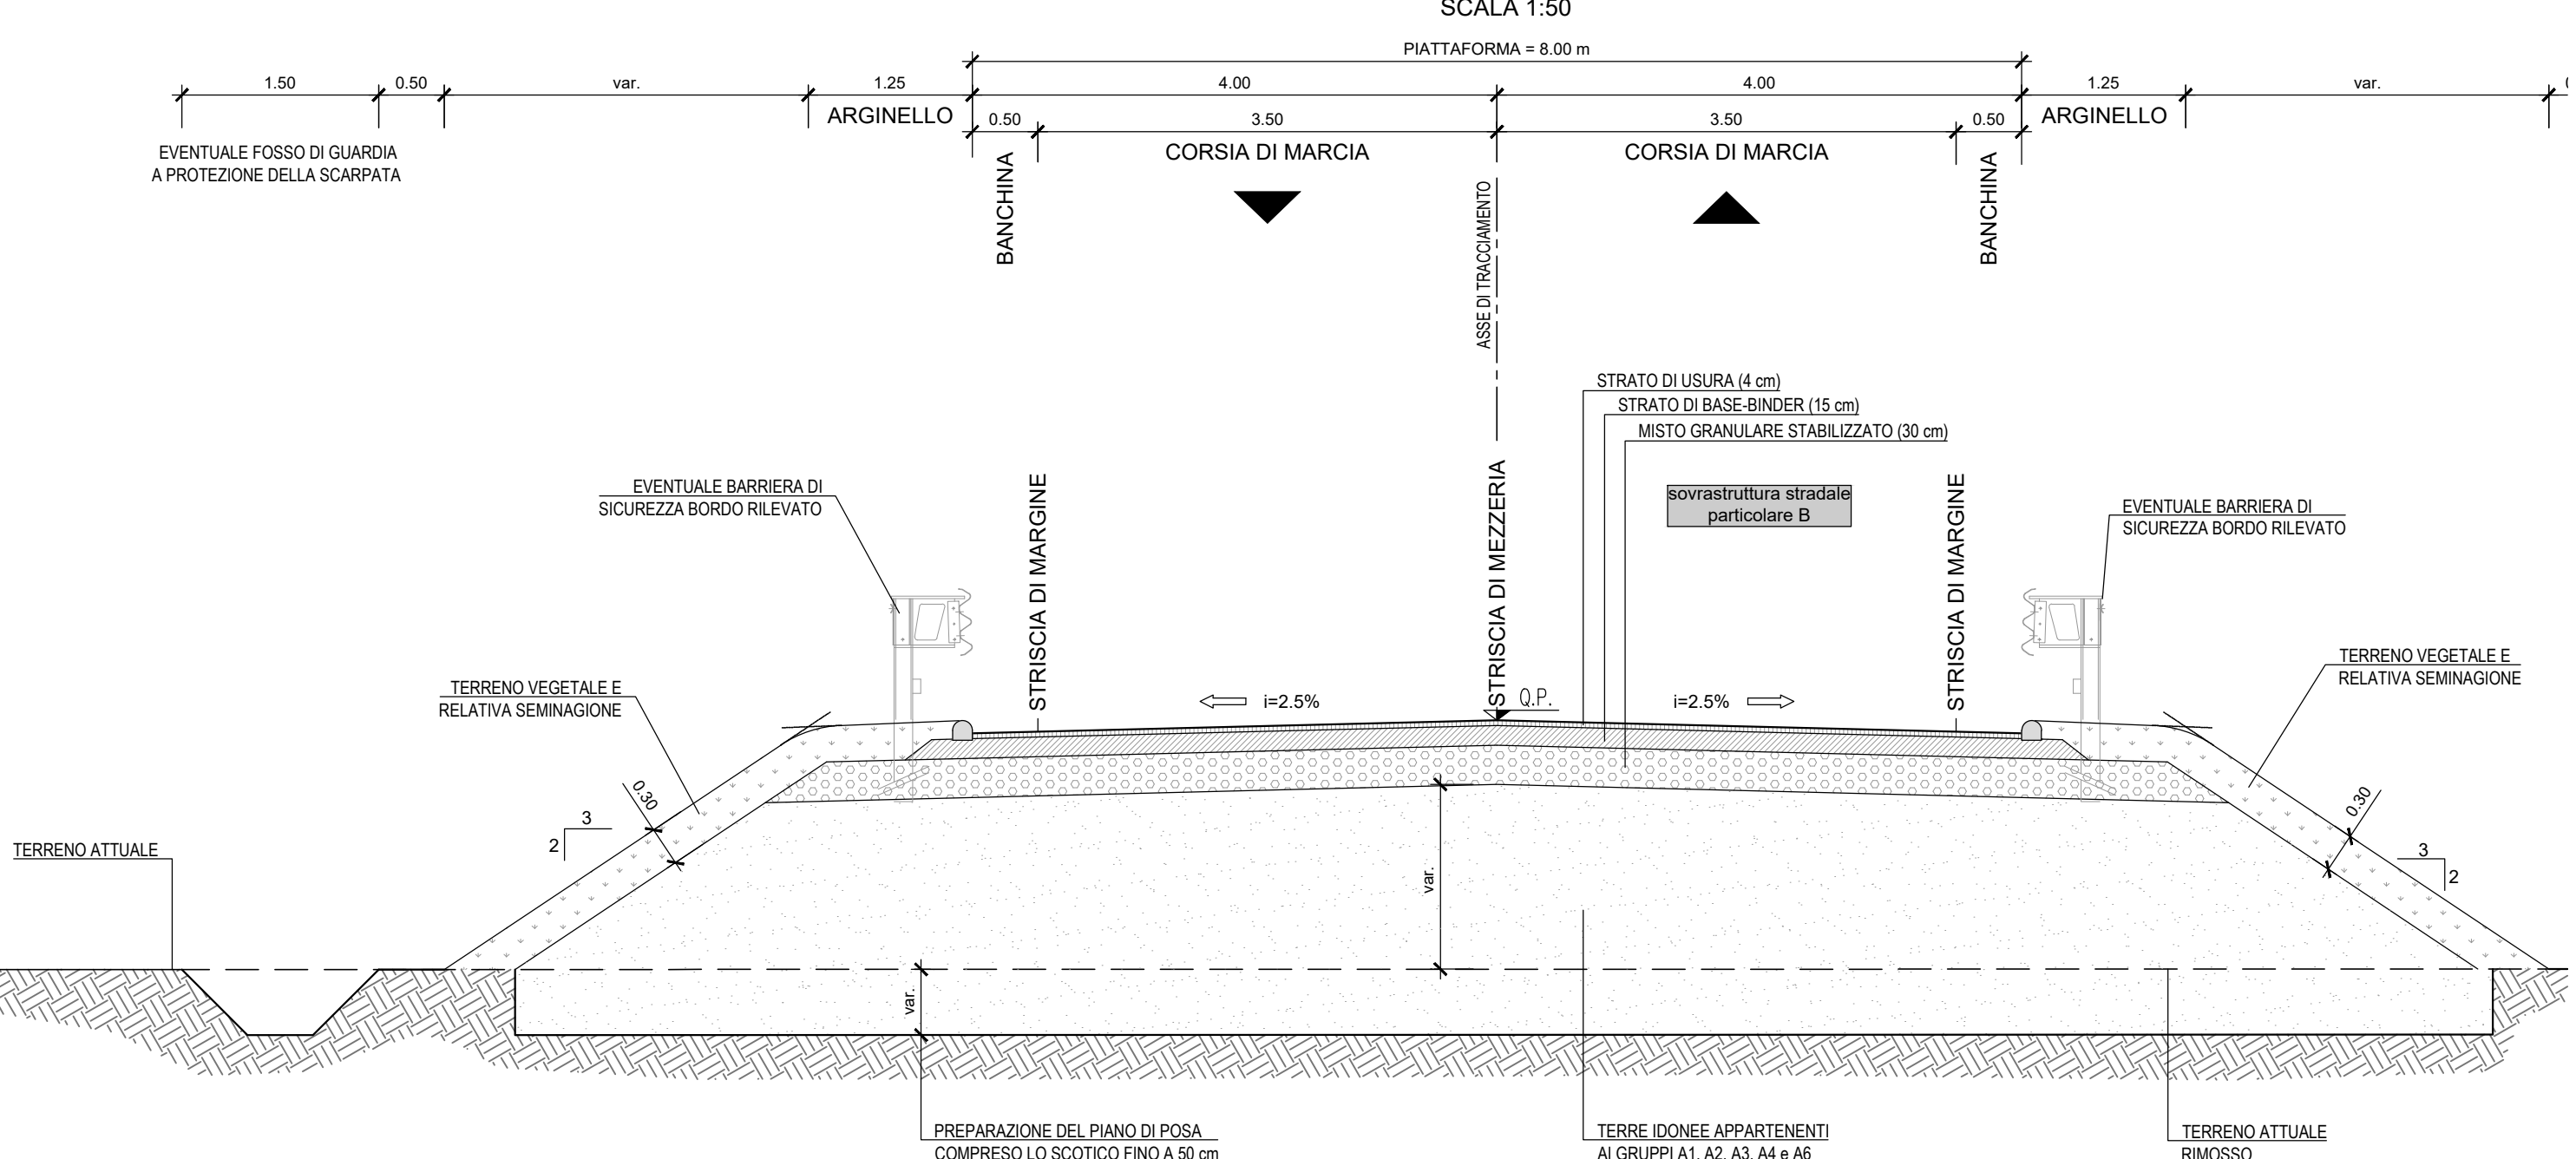 SCALA 1:50
PIATTAFORMA = 8.00 m
1.50
0.50
var.
1.25
4.00
4.00
1.25
var.
ARGINELLO
ARGINELLO
0.50
3.50
3.50
0.50
EVENTUALE FOSSO DI GUARDIA
A PROTEZIONE DELLA SCARPATA
BANCHINA
CORSIA DI MARCIA
CORSIA DI MARCIA
BANCHINA
ASSE DI TRACCIAMENTO
STRATO DI USURA (4 cm)
STRATO DI BASE-BINDER (15 cm)
MISTO GRANULARE STABILIZZATO (30 cm)
EVENTUALE BARRIERA DI
SICUREZZA BORDO RILEVATO
STRISCIA DI MARGINE
STRISCIA DI MEZZERIA
sovrastruttura stradale
particolare B
STRISCIA DI MARGINE
EVENTUALE BARRIERA DI
SICUREZZA BORDO RILEVATO
TERRENO VEGETALE E
RELATIVA SEMINAGIONE
i=2.5%
Q.P.
i=2.5%
TERRENO VEGETALE E
RELATIVA SEMINAGIONE
0.30
3
2
0.30
3
2
TERRENO ATTUALE
var.
var.
PREPARAZIONE DEL PIANO DI POSA
COMPRESO LO SCOTICO FINO A 50 cm
TERRE IDONEE APPARTENENTI
AI GRUPPI A1, A2, A3, A4 e A6
TERRENO ATTUALE
RIMOSSO